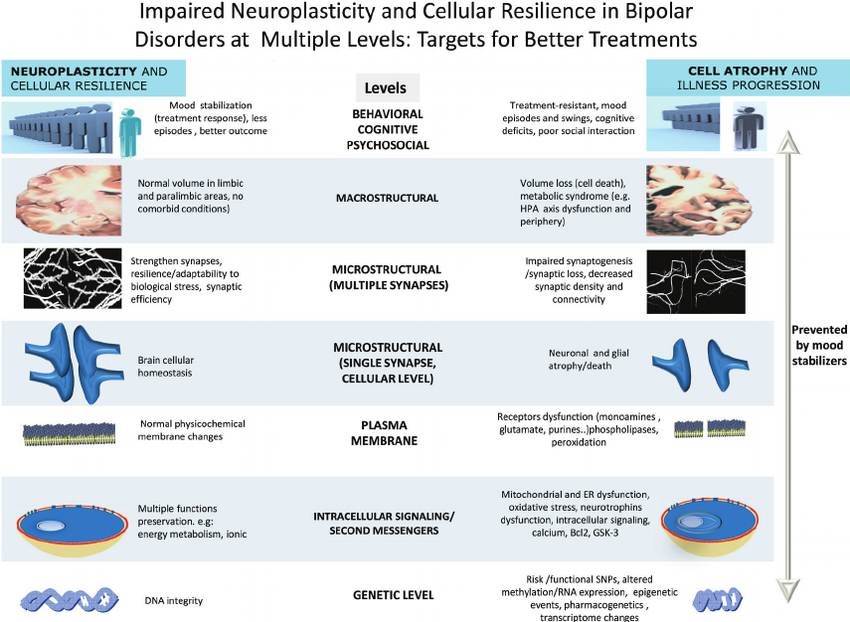 Impaired Neuroplasticity and Cellular Resilience in Bipolar
Disorders at Multiple Levels: Targets for Better Treatments
NEUROPLASTICITY AND
CELLULAR RESILIENCE
Levels
CELL ATROPHY AND
ILLNESS PROGRESSION
Mood stabilization
(treatment response), less
episodes , better outcome
BEHAVIORAL
COGNITIVE
PSYCHOSOCIAL
Treatment-resistant, mood
episodes and swings, cognitive
deficits, poor social interaction
Normal volume in limbic
and paralimbic areas, no
comorbid conditions)
MACROSTRUCTURAL
Volume loss (cell death),
metabolic syndrome (e.g.
HPA axis dysfunction and
periphery)
Strengthen synapses,
resilience/adaptability to
biological stress, synaptic
efficiency
MICROSTRUCTURAL
(MULTIPLE SYNAPSES)
Impaired synaptogenesis
/synaptic loss, decreased
synaptic density and
connectivity
Brain cellular
homeostasis
MICROSTRUCTURAL
(SINGLE SYNAPSE,
CELLULAR LEVEL)
Neuronal and glial
atrophy/death
Prevented
by mood
stabilizers
Normal physicochemical
membrane changes
PLASMA
MEMBRANE
Receptors dysfunction (monoamines ,
glutamate, purines..)phospholipases,
peroxidation
Multiple functions
preservation. e.g:
energy metabolism, ionic
INTRACELLULAR SIGNALING/
SECOND MESSENGERS
Mitochondrial and ER dysfunction,
oxidative stress, neurotrophins
dysfunction, intracellular signaling,
calcium, Bcl2, GSK-3
DNA integrity
GENETIC LEVEL
Risk /functional SNPs, altered
methylation/RNA expression, epigenetic
events, pharmacogenetics ,
transcriptome changes